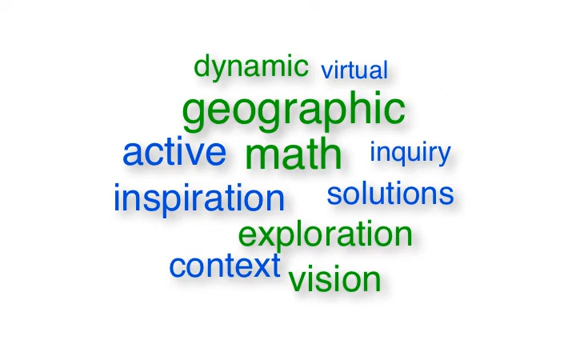 dynamic virtual
geographic
active math inquiry
inspiration solutions
exploration
context vision